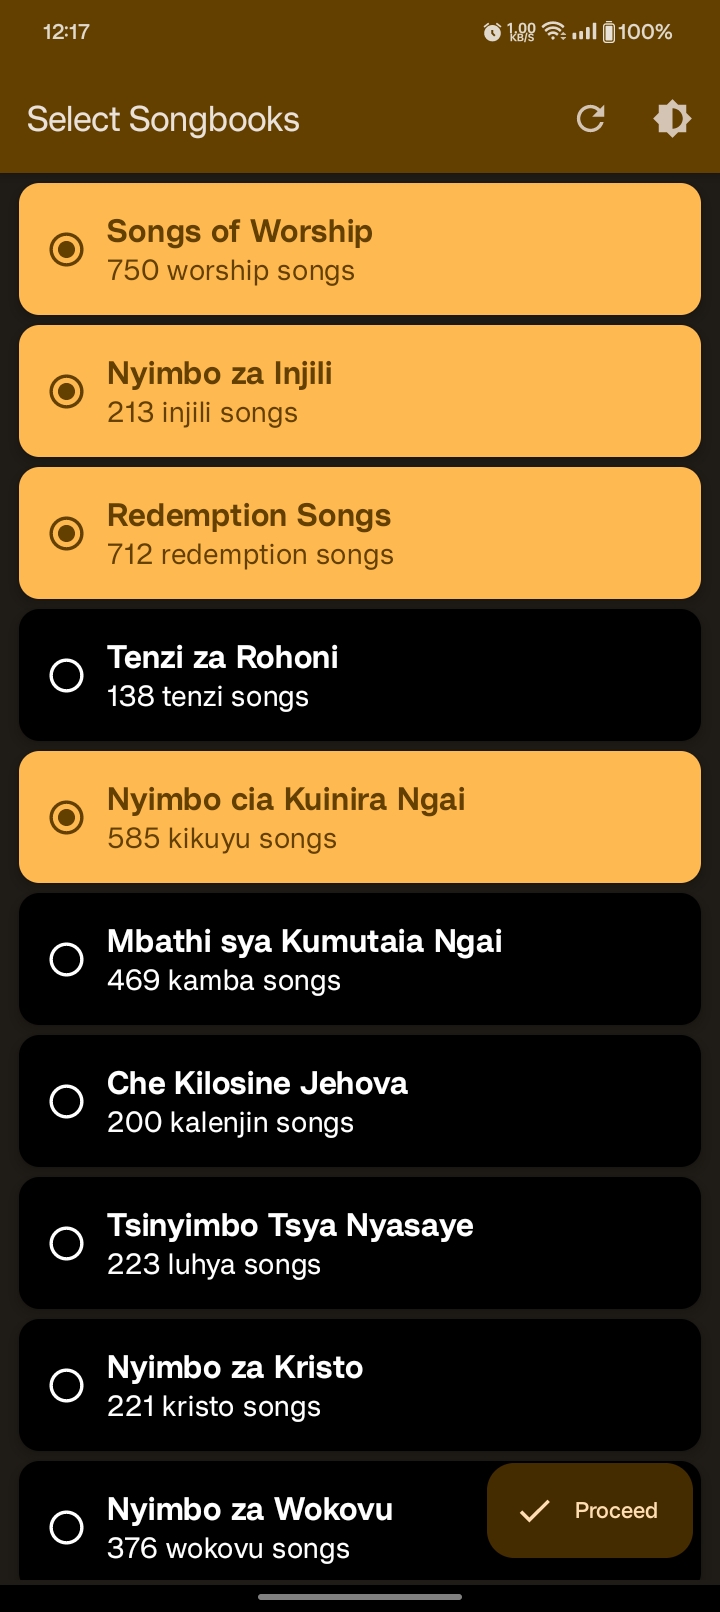 12:17
1.00 KB/S 100%
Select Songbooks
Songs of Worship
750 worship songs
Nyimbo za Injili
213 injili songs
Redemption Songs
712 redemption songs
Tenzi za Rohoni
138 tenzi songs
Nyimbo cia Kuinira Ngai
585 kikuyu songs
Mbathi sya Kumutaia Ngai
469 kamba songs
Che Kilosine Jehova
200 kalenjin songs
Tsinyimbo Tsya Nyasaye
223 luhya songs
Nyimbo za Kristo
221 kristo songs
Nyimbo za Wokovu
376 wokovu songs
Proceed